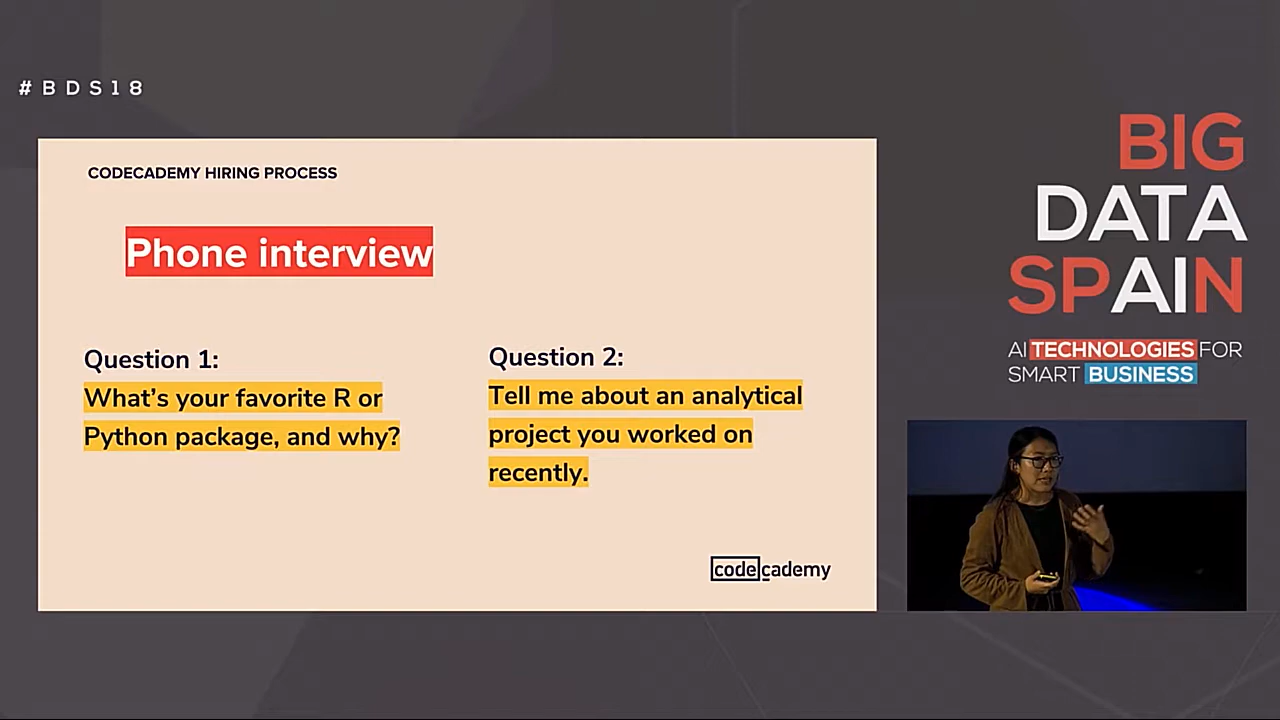 #BDS18
CODECADEMY HIRING PROCESS
Phone interview
Question 1:
What's your favorite R or
Python package, and why?
Question 2:
Tell me about an analytical
project you worked on
recently.
codecademy
BIG
DATA
SPAIN
AI TECHNOLOGIES FOR
SMART BUSINESS